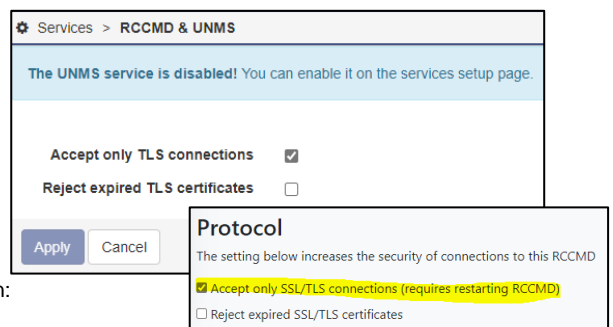 Services > RCCMD & UNMS
The UNMS service is disabled! You can enable it on the services setup page.
Accept only TLS connections
Reject expired TLS certificates
Apply Cancel
n:
Protocol
The setting below increases the security of connections to this RCCMD
Accept only SSL/TLS connections (requires restarting RCCMD)
Reject expired SSL/TLS certificates